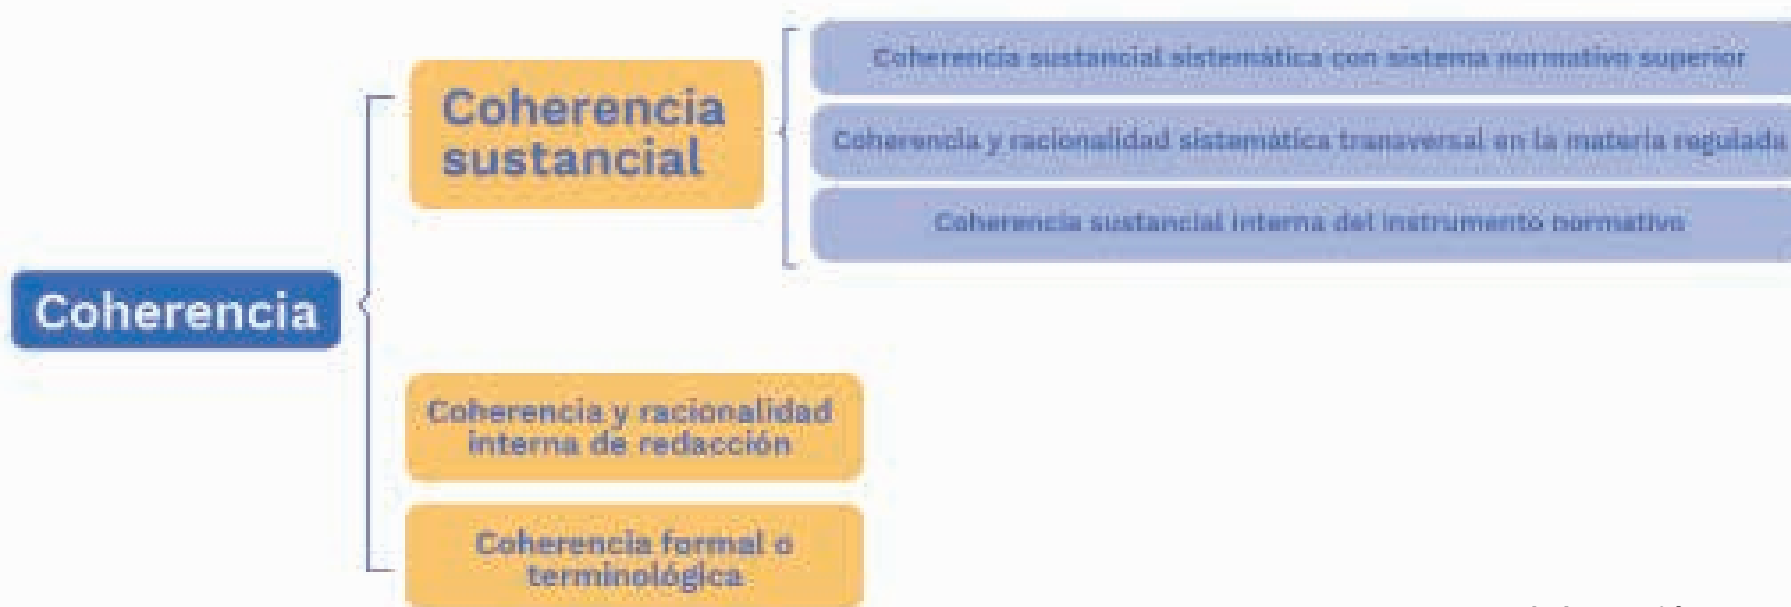 Coherencia
Coherencia
sustancial
Coherencia sustancial sistemática con sistema normativo superior
Coherencia y racionalidad sistemática transversal en la materia regulada
Coherencia sustancial interna del instrumento normativo
Coherencia y racionalidad
interna de redacción
Coherencia formal o
terminológica